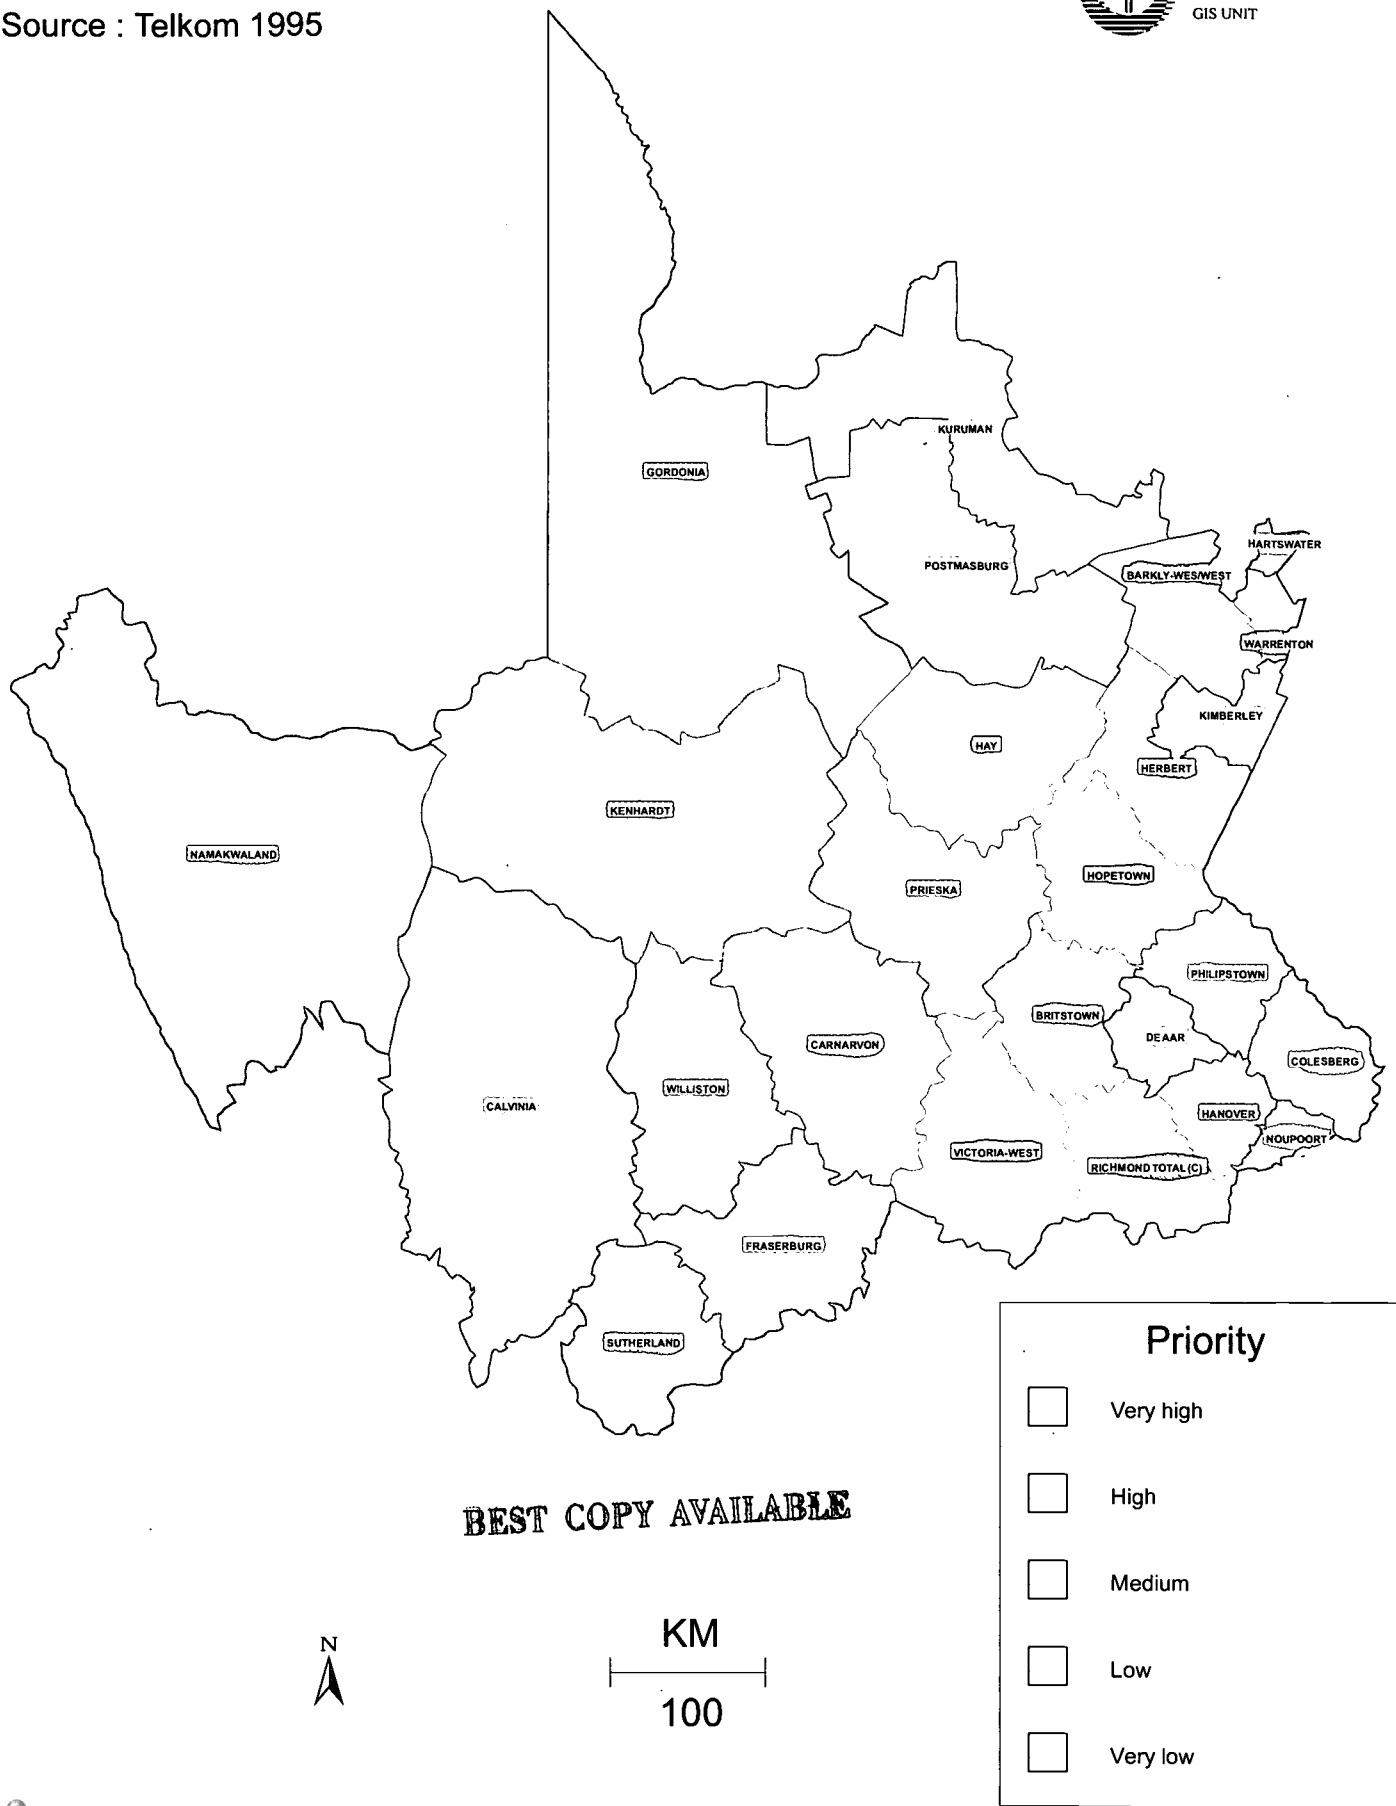 Source : Telkom 1995
GIS UNIT
KURUMAN
GORDONIA
HARTSWATER
POSTMASBURG
BARKLY-WES/WEST
WARRENTON
KIMBERLEY
HAY
HERBERT
KENHARDT
NAMAKWALAND
HOPETOWN
PRIESKA
PHILIPSTOWN
BRITSTOWN
DE AAR
CARNARVON
COLESBERG
WILLISTON
CALVINIA
HANOVER
NOUPOORT
VICTORIA-WEST
RICHMOND TOTAL (C)
FRASERBURG
SUTHERLAND
Priority
Very high
High
Medium
Low
Very low
BEST COPY AVAILABLE
N
KM
100